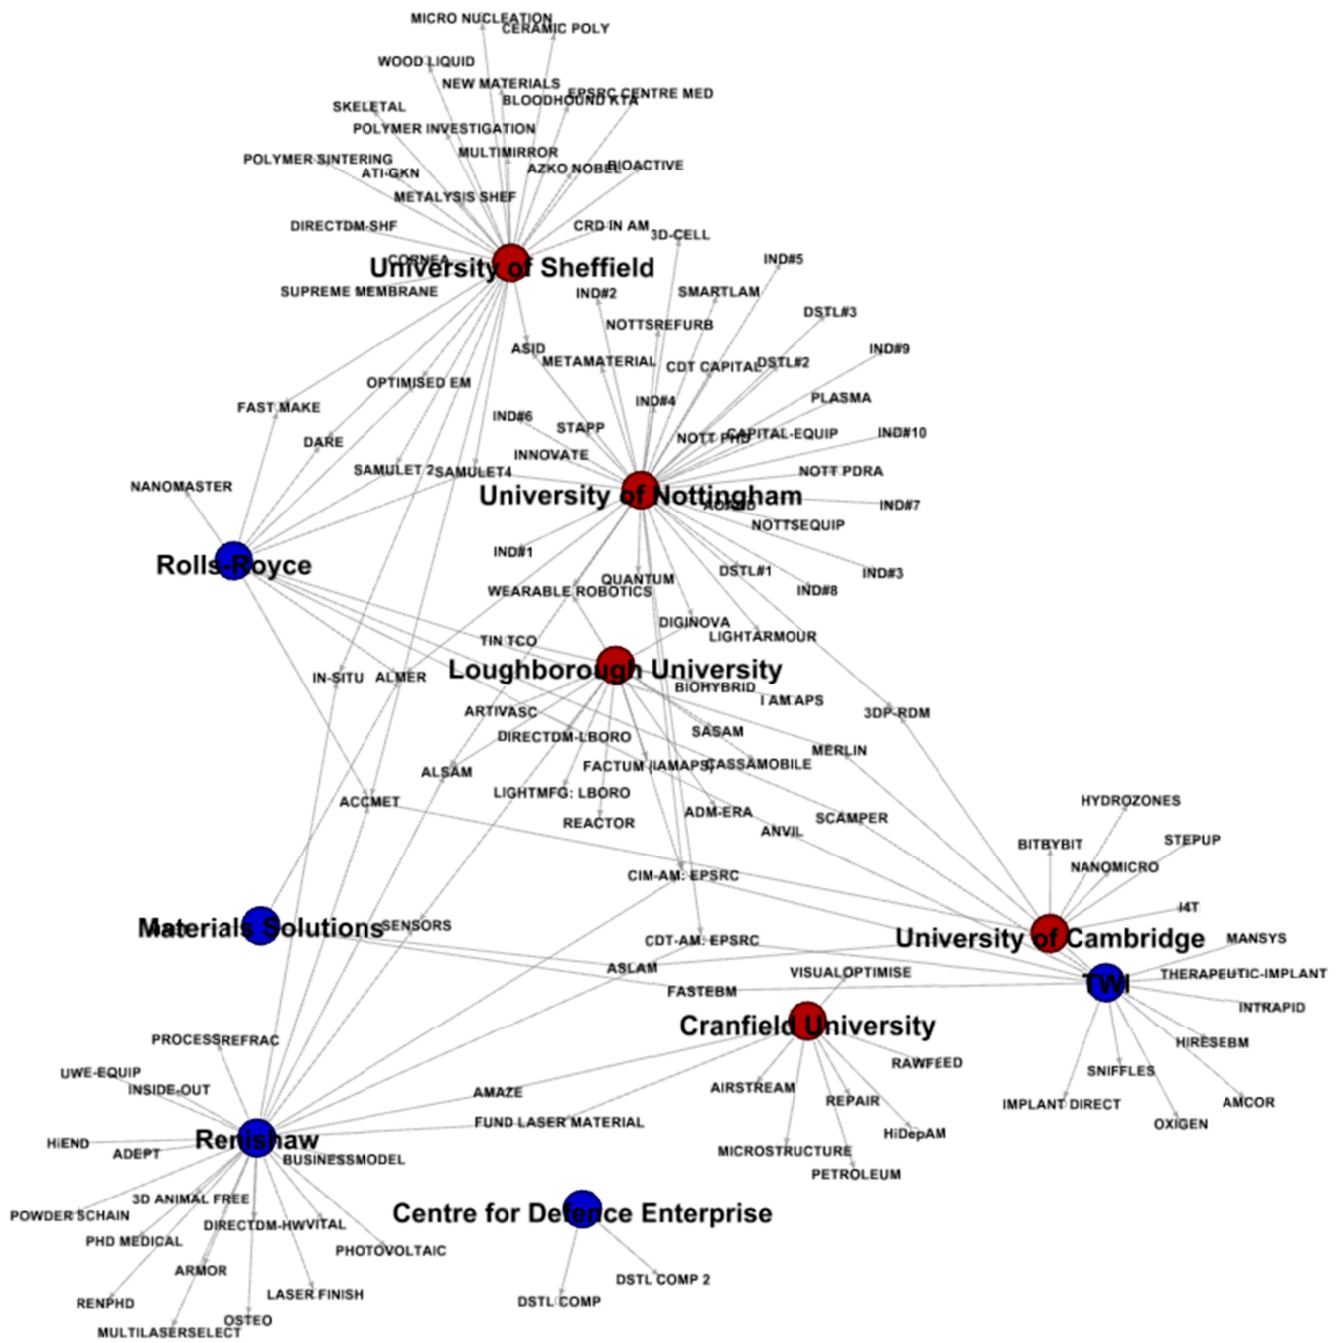 MICRO NUCLEATION
CERAMIC POLY
WOOD LIQUID
NEW MATERIALS
EPSRC CENTRE MED
BLOODHOUND KTA
SKELETAL
POLYMER INVESTIGATION
MULTIMIRROR
POLYMER SINTERING
AZKO NOBEL
BIOACTIVE
ATI-GKN
METALYSIS SHEF
DIRECTDM-SHF
CRD IN AM
3D-CELL
CORNEA
University of Sheffield
IND#5
SUPREME MEMBRANE
IND#2
SMARTLAM
DSTL#3
NOTTSREFURB
ASID
IND#9
METAMATERIAL
CDT CAPITAL
DSTL#2
OPTIMISED EM
PLASMA
FAST MAKE
IND#4
IND#6
STAPP
NOTT PHD
CAPITAL-EQUIP
IND#10
DARE
INNOVATE
SAMULET 2
SAMULET4
NOTT PDRA
NANOMASTER
University of Nottingham
IND#7
NOTTSEQUIP
IND#1
Rolls-Royce
QUANTUM
DSTL#1
IND#3
WEARABLE ROBOTICS
IND#8
DIGINOVA
LIGHTARMOUR
TIN TCO
Loughborough University
IN-SITU
ALMER
BIOHYBRID
I AM APS
ARTIVASC
3DP-RDM
SASAM
DIRECTDM-LBORO
MERLIN
ALSAM
FACTUM (IAMAPS)
CASSAMOBILE
LIGHTMFG: LBORO
ACCMET
HYDROZONES
REACTOR
ADM-ERA
SCAMPER
ANVIL
BITBYBIT
STEPUP
NANOMICRO
CIM-AM: EPSRC
I4T
Materials Solutions
SENSORS
CDT-AM: EPSRC
University of Cambridge
MANSYS
ASLAM
VISUALOPTIMISE
THERAPEUTIC-IMPLANT
TWI
FASTEBM
INTRAPID
Cranfield University
PROCESSREFRAC
HIRESEBM
UWE-EQUIP
RAWFEED
SNIFFLES
INSIDE-OUT
AMAZE
AIRSTREAM
REPAIR
IMPLANT DIRECT
AMCOR
FUND LASER MATERIAL
OXIGEN
HiEND
Renishaw
HiDepAM
ADEPT
BUSINESSMODEL
MICROSTRUCTURE
PETROLEUM
3D ANIMAL FREE
POWDER SCHAIN
DIRECTDM-HW
VITAL
Centre for Defence Enterprise
PHD MEDICAL
PHOTOVOLTAIC
ARMOR
DSTL COMP 2
LASER FINISH
RENPHD
DSTL COMP
OSTEO
MULTILASERSELECT